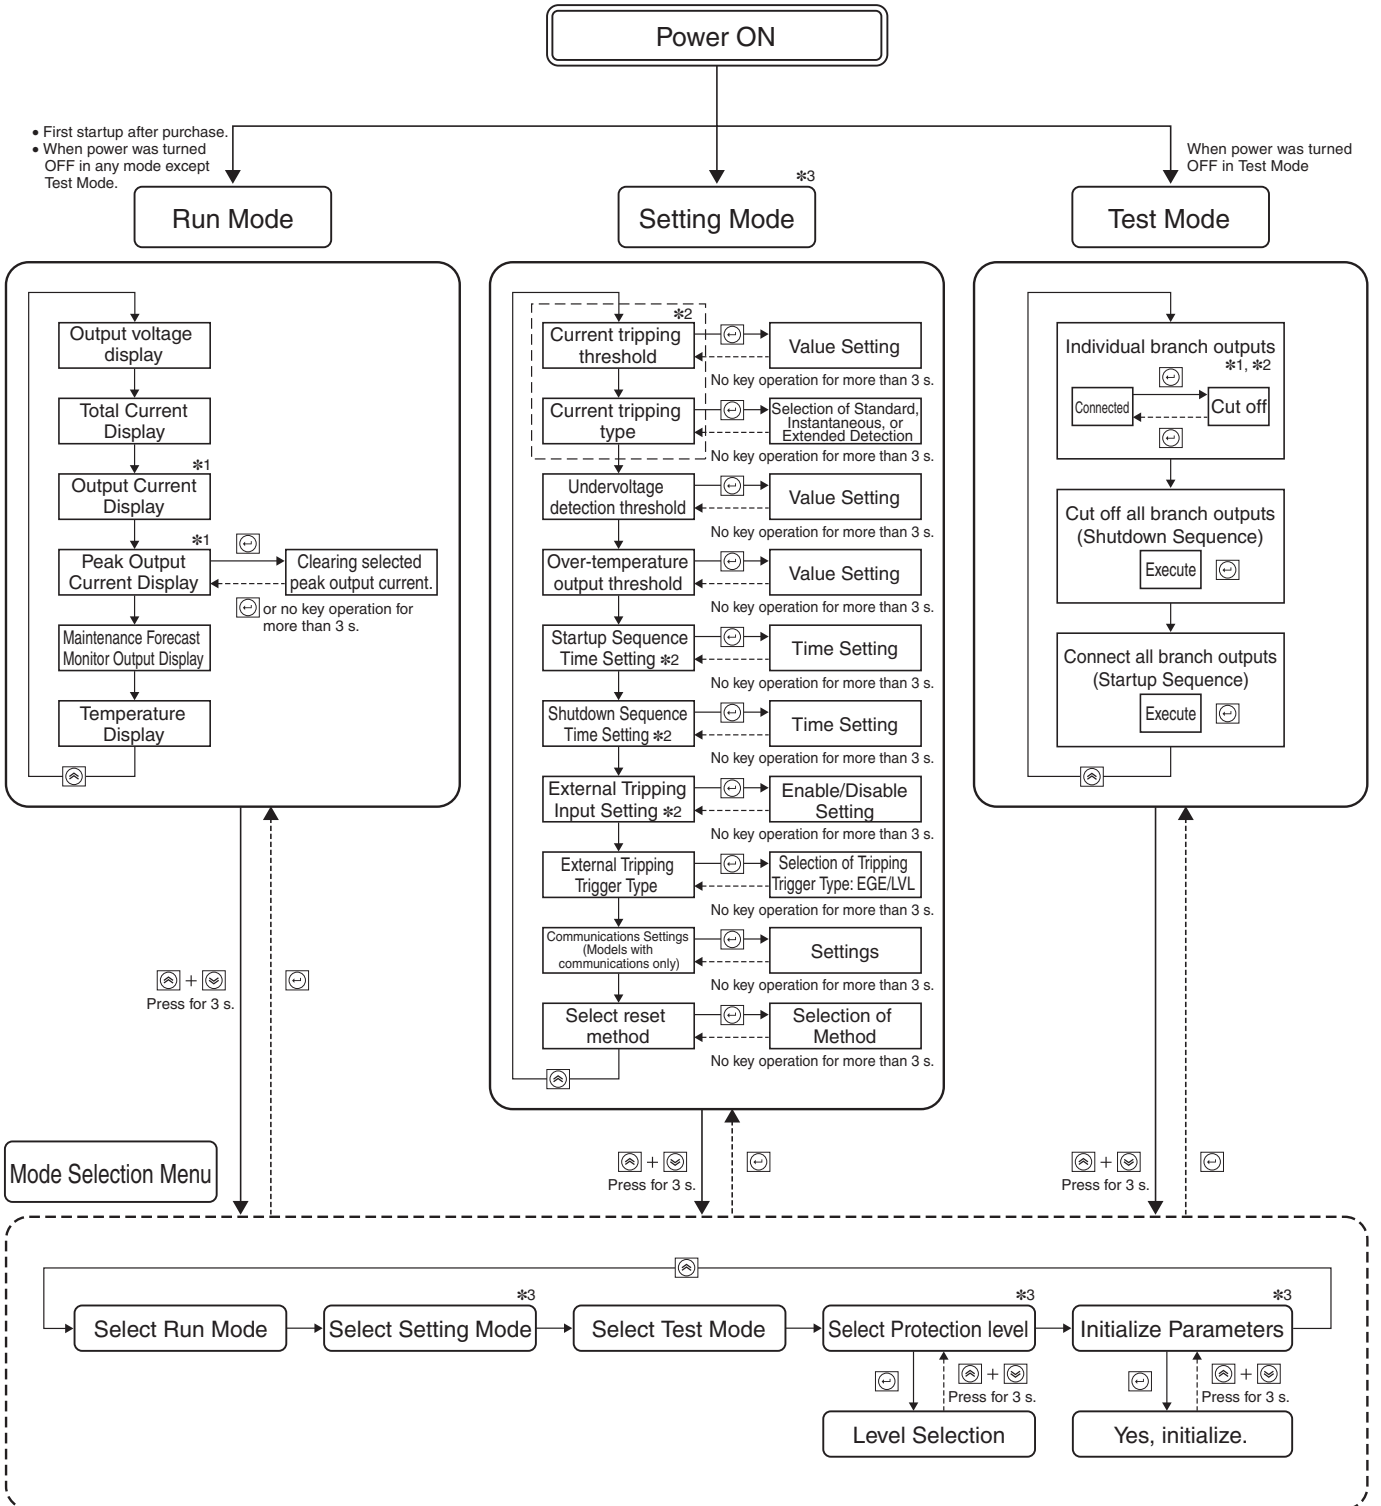 Power ON
• First startup after purchase.
• When power was turned
OFF in any mode except
Test Mode.
When power was turned
OFF in Test Mode
Run Mode
✻3
Setting Mode
Test Mode
Output voltage
display
Total Current
Display
✻1
Output Current
Display
✻1
Peak Output
Current Display
Clearing selected
peak output current.
or no key operation for
more than 3 s.
Maintenance Forecast
Monitor Output Display
Temperature
Display
✻2
Current tripping
threshold
Value Setting
No key operation for more than 3 s.
Current tripping
type
Selection of Standard,
Instantaneous, or
Extended Detection
No key operation for more than 3 s.
Undervoltage
detection threshold
Value Setting
No key operation for more than 3 s.
Over-temperature
output threshold
Value Setting
No key operation for more than 3 s.
Startup Sequence
Time Setting ✻2
Time Setting
No key operation for more than 3 s.
Shutdown Sequence
Time Setting ✻2
Time Setting
No key operation for more than 3 s.
External Tripping
Input Setting ✻2
Enable/Disable
Setting
No key operation for more than 3 s.
External Tripping
Trigger Type
Selection of Tripping
Trigger Type: EGE/LVL
No key operation for more than 3 s.
Communications Settings
(Models with
communications only)
Settings
No key operation for more than 3 s.
Select reset
method
Selection of
Method
No key operation for more than 3 s.
Individual branch outputs
✻1, ✻2
Connected
Cut off
Cut off all branch outputs
(Shutdown Sequence)
Execute
Connect all branch outputs
(Startup Sequence)
Execute
+
Press for 3 s.
+
Press for 3 s.
+
Press for 3 s.
Mode Selection Menu
Select Run Mode
✻3
Select Setting Mode
Select Test Mode
✻3
Select Protection level
✻3
Initialize Parameters
+
Press for 3 s.
+
Press for 3 s.
Level Selection
Yes, initialize.